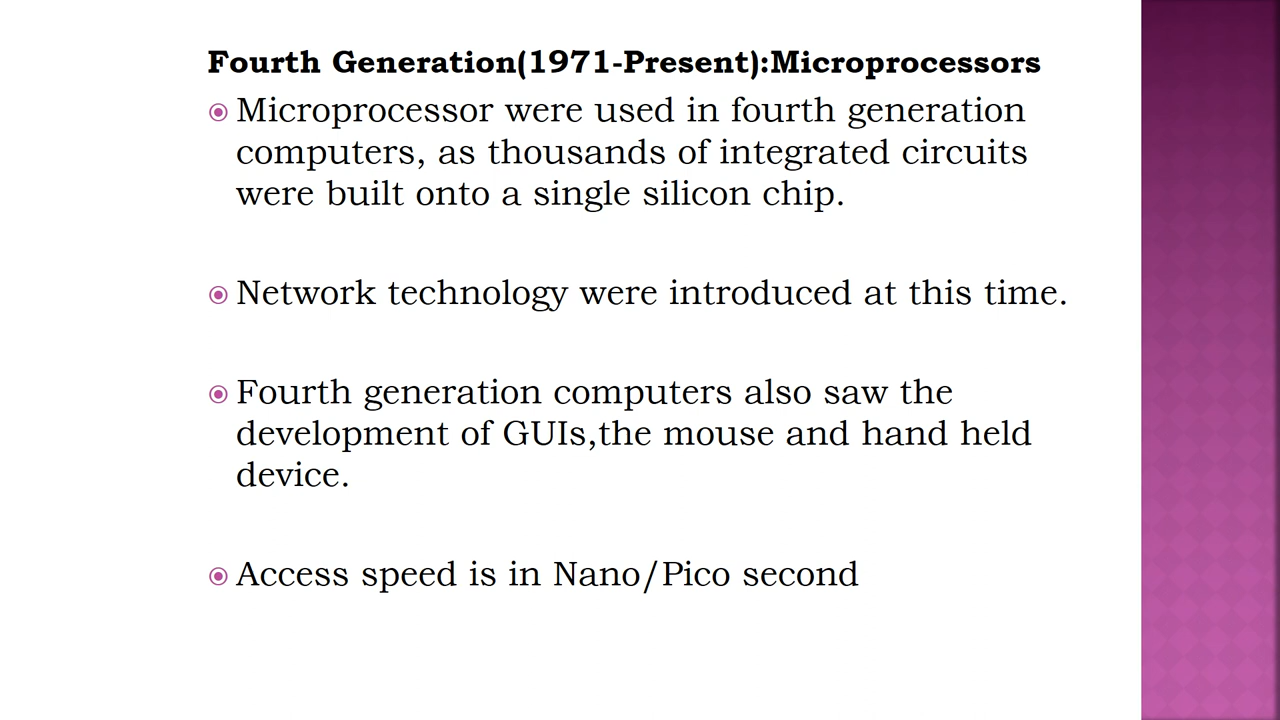 Fourth Generation(1971-Present):Microprocessors
Microprocessor were used in fourth generation
computers, as thousands of integrated circuits
were built onto a single silicon chip.
Network technology were introduced at this time.
Fourth generation computers also saw the
development of GUIs,the mouse and hand held
device.
Access speed is in Nano/Pico second